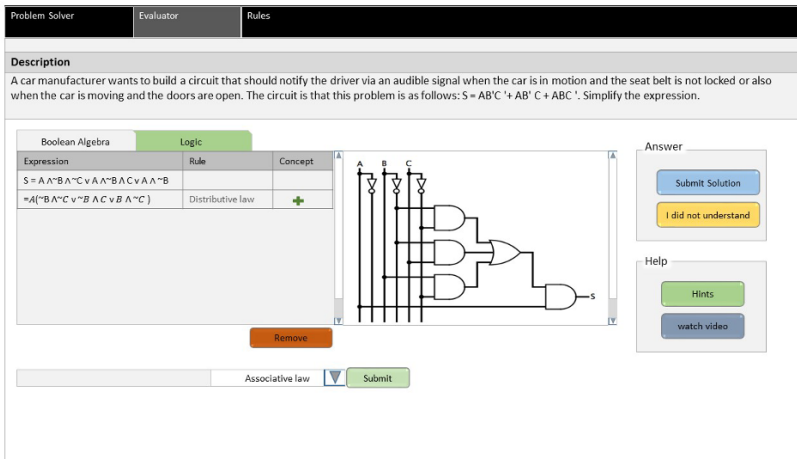 Problem Solver
Evaluator
Rules
Description
A car manufacturer wants to build a circuit that should notify the driver via an audible signal when the car is in motion and the seat belt is not locked or also
when the car is moving and the doors are open. The circuit is that this problem is as follows: S = AB'C '+ AB' C + ABC '. Simplify the expression.
Boolean Algebra
Logic
Expression
Rule
Concept
S = A ∧~B∧~C v A ∧~B∧C v A ∧~B
=A(~B∧~C v ~B ∧ C v B ∧ ~C )
Distributive law
A
B
C
S
Answer
Submit Solution
I did not understand
Help
Hints
watch video
Remove
Associative law
Submit